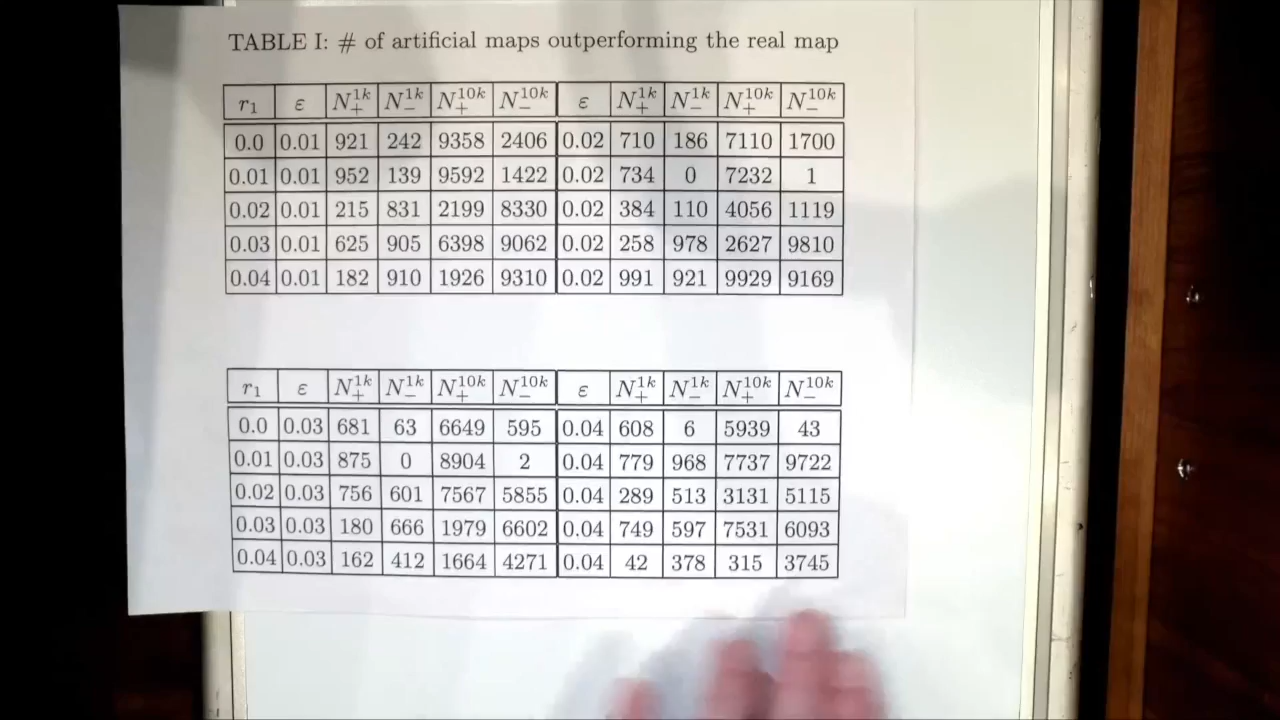 TABLE I: # of artificial maps outperforming the real map
r₁ ε N₊¹ᵏ N₋¹ᵏ N₊¹⁰ᵏ N₋¹⁰ᵏ ε N₊¹ᵏ N₋¹ᵏ N₊¹⁰ᵏ N₋¹⁰ᵏ
0.0 0.01 921 242 9358 2406 0.02 710 186 7110 1700
0.01 0.01 952 139 9592 1422 0.02 734 0 7232 1
0.02 0.01 215 831 2199 8330 0.02 384 110 4056 1119
0.03 0.01 625 905 6398 9062 0.02 258 978 2627 9810
0.04 0.01 182 910 1926 9310 0.02 991 921 9929 9169
r₁ ε N₊¹ᵏ N₋¹ᵏ N₊¹⁰ᵏ N₋¹⁰ᵏ ε N₊¹ᵏ N₋¹ᵏ N₊¹⁰ᵏ N₋¹⁰ᵏ
0.0 0.03 681 63 6649 595 0.04 608 6 5939 43
0.01 0.03 875 0 8904 2 0.04 779 968 7737 9722
0.02 0.03 756 601 7567 5855 0.04 289 513 3131 5115
0.03 0.03 180 666 1979 6602 0.04 749 597 7531 6093
0.04 0.03 162 412 1664 4271 0.04 42 378 315 3745